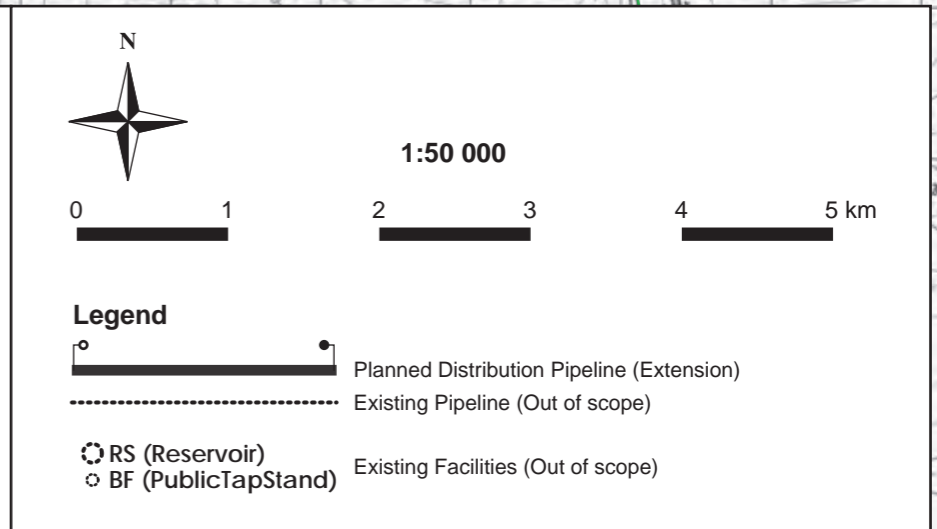 N
1:50 000
0 1 2 3 4 5 km
Legend
Planned Distribution Pipeline (Extension)
Existing Pipeline (Out of scope)
RS (Reservoir)
BF (PublicTapStand)
Existing Facilities (Out of scope)